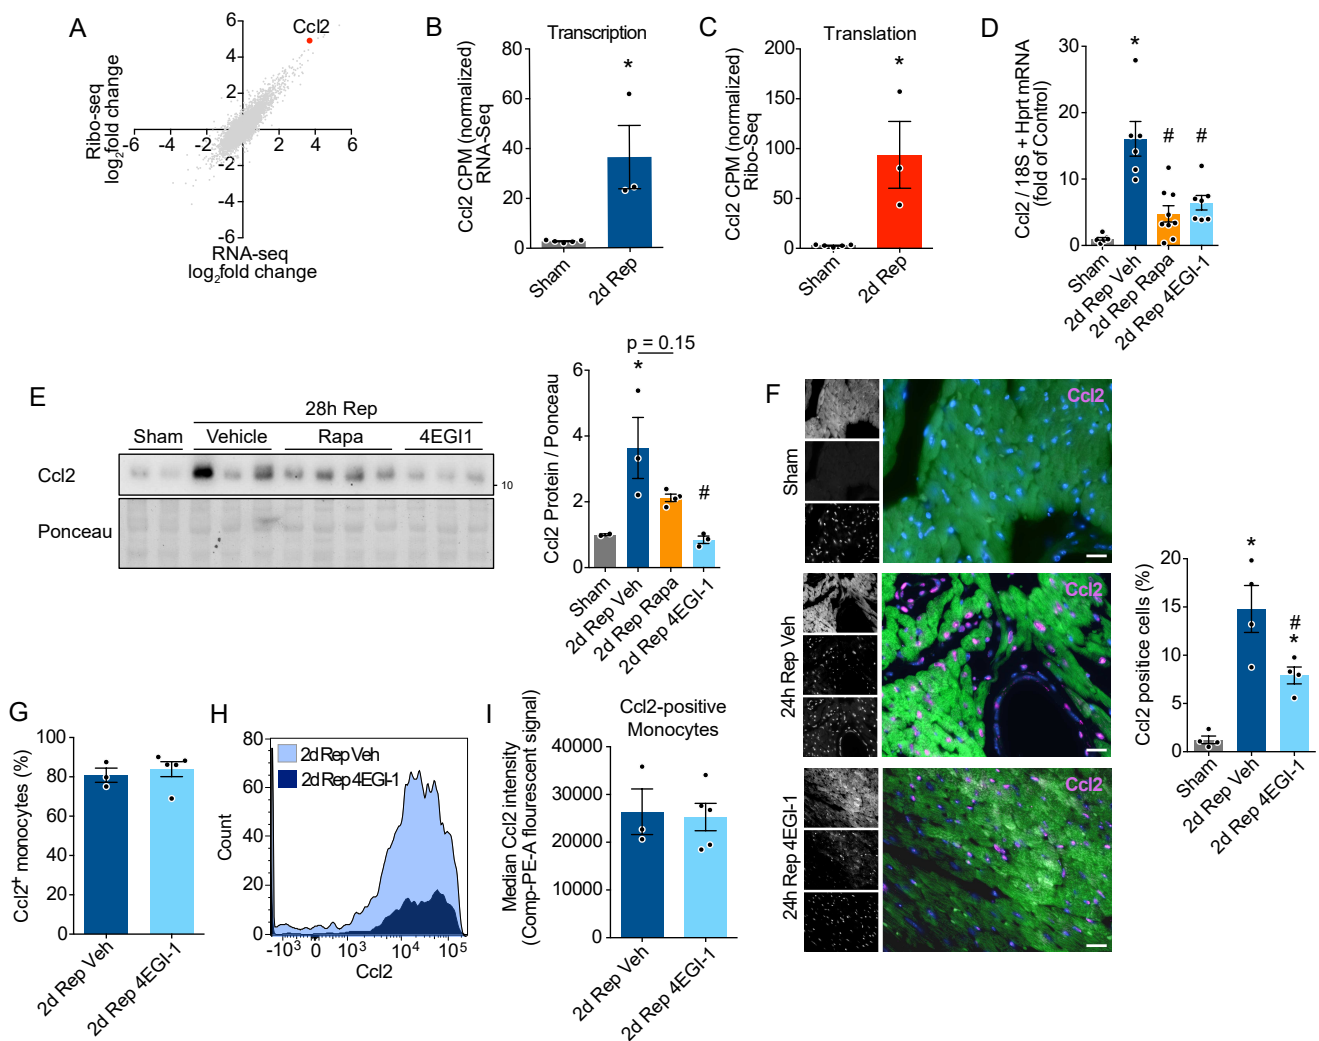 A
Ccl2
6
4
2
-2
-4
-6
-6
-4
-2
2
4
6
Ribo-seq
log2fold change
RNA-seq
log2fold change
B
Transcription
*
80
60
40
20
0
Ccl2 CPM (normalized)
RNA-Seq
Sham
2d Rep
C
Translation
*
200
150
100
50
0
Ccl2 CPM (normalized)
Ribo-Seq
Sham
2d Rep
D
30
20
10
0
*
#
#
Ccl2 / 18S + Hprt mRNA
(fold of Control)
Sham
2d Rep Veh
2d Rep Rapa
2d Rep 4EGI-1
E
28h Rep
Sham
Vehicle
Rapa
4EGI1
Ccl2
- 10
Ponceau
p = 0.15
*
#
6
4
2
0
Ccl2 Protein / Ponceau
Sham
2d Rep Veh
2d Rep Rapa
2d Rep 4EGI-1
F
Sham
Ccl2
24h Rep Veh
Ccl2
24h Rep 4EGI-1
Ccl2
20
15
10
5
0
*
#
*
Ccl2 positice cells (%)
Sham
2d Rep Veh
2d Rep 4EGI-1
G
100
80
60
40
20
0
Ccl2+ monocytes (%)
2d Rep Veh
2d Rep 4EGI-1
H
80
60
40
20
0
Count
2d Rep Veh
2d Rep 4EGI-1
-103
0
103
104
105
Ccl2
I
Ccl2-positive
Monocytes
40000
30000
20000
10000
0
Median Ccl2 intensity
(Comp-PE-A flourescent signal)
2d Rep Veh
2d Rep 4EGI-1